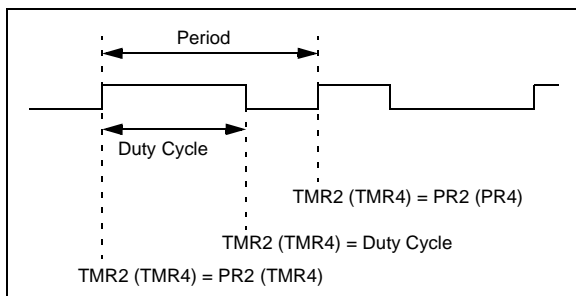 Period
Duty Cycle
TMR2 (TMR4) = PR2 (PR4)
TMR2 (TMR4) = Duty Cycle
TMR2 (TMR4) = PR2 (TMR4)